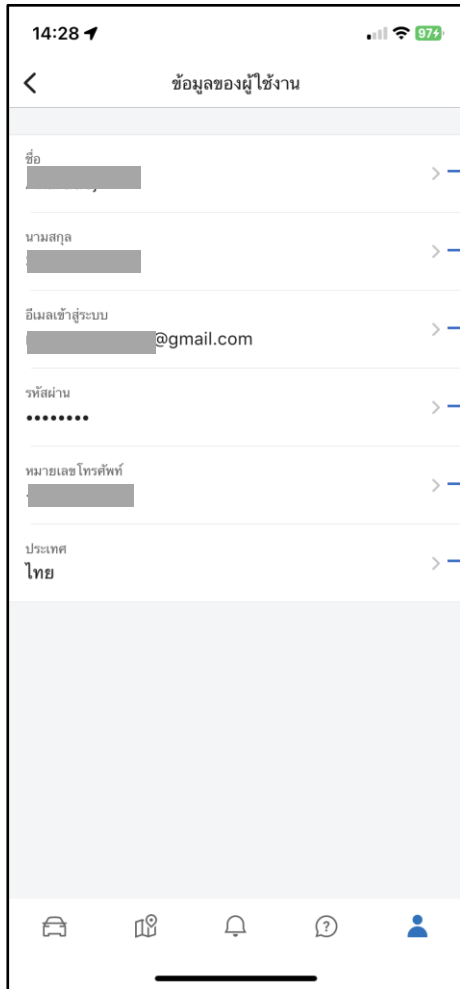 14:28
97
ข้อมูลของผู้ใช้งาน
ชื่อ
นามสกุล
อีเมลเข้าสู่ระบบ
@gmail.com
รหัสผ่าน
••••••••
หมายเลขโทรศัพท์
ประเทศ
ไทย